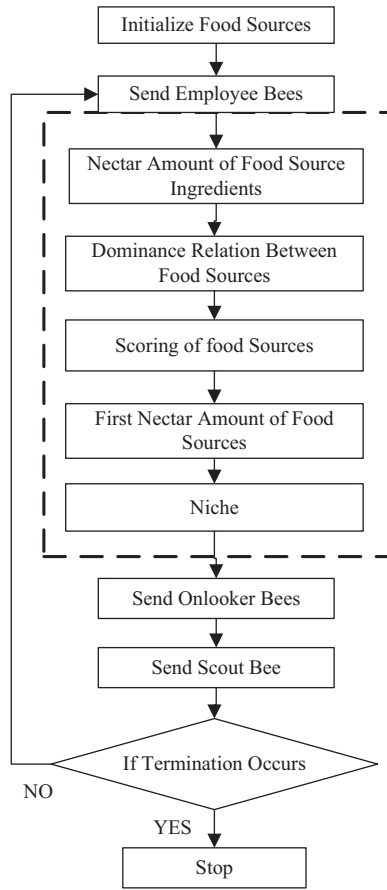 Initialize Food Sources
Send Employee Bees
Nectar Amount of Food Source
Ingredients
Dominance Relation Between
Food Sources
Scoring of food Sources
First Nectar Amount of Food
Sources
Niche
Send Onlooker Bees
Send Scout Bee
If Termination Occurs
NO
YES
Stop